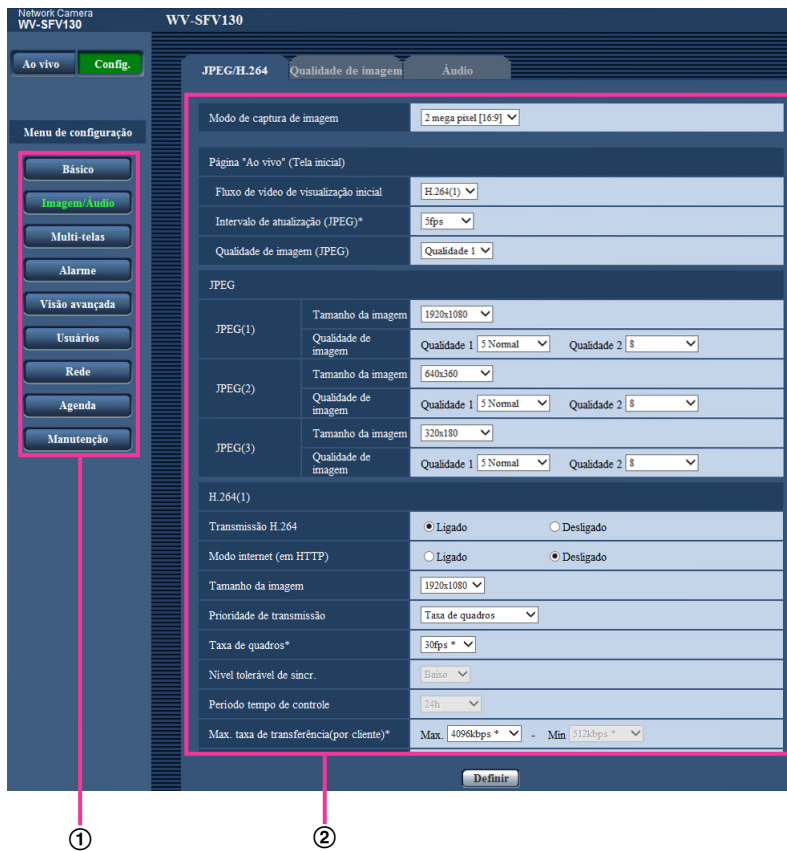 Network Camera
WV-SFV130
WV-SFV130
Ao vivo
Config.
JPEG/H.264
Qualidade de imagem
Áudio
Menu de configuração
Básico
Imagem/Áudio
Multi-telas
Alarme
Visão avançada
Usuários
Rede
Agenda
Manutenção
Modo de captura de imagem
2 mega pixel [16:9]
Página "Ao vivo" (Tela inicial)
Fluxo de vídeo de visualização inicial
H.264(1)
Intervalo de atualização (JPEG)*
5fps
Qualidade de imagem (JPEG)
Qualidade 1
JPEG
JPEG(1)
Tamanho da imagem
1920x1080
Qualidade de
imagem
Qualidade 1 5 Normal Qualidade 2 8
JPEG(2)
Tamanho da imagem
640x360
Qualidade de
imagem
Qualidade 1 5 Normal Qualidade 2 8
JPEG(3)
Tamanho da imagem
320x180
Qualidade de
imagem
Qualidade 1 5 Normal Qualidade 2 8
H.264(1)
Transmissão H.264
Ligado Desligado
Modo internet (em HTTP)
Ligado Desligado
Tamanho da imagem
1920x1080
Prioridade de transmissão
Taxa de quadros
Taxa de quadros*
30fps *
Nível tolerável de sincr.
Baixo
Período tempo de controle
24h
Max. taxa de transferência(por cliente)*
Max. 4096kbps * - Min 512kbps *
Definir
① ②